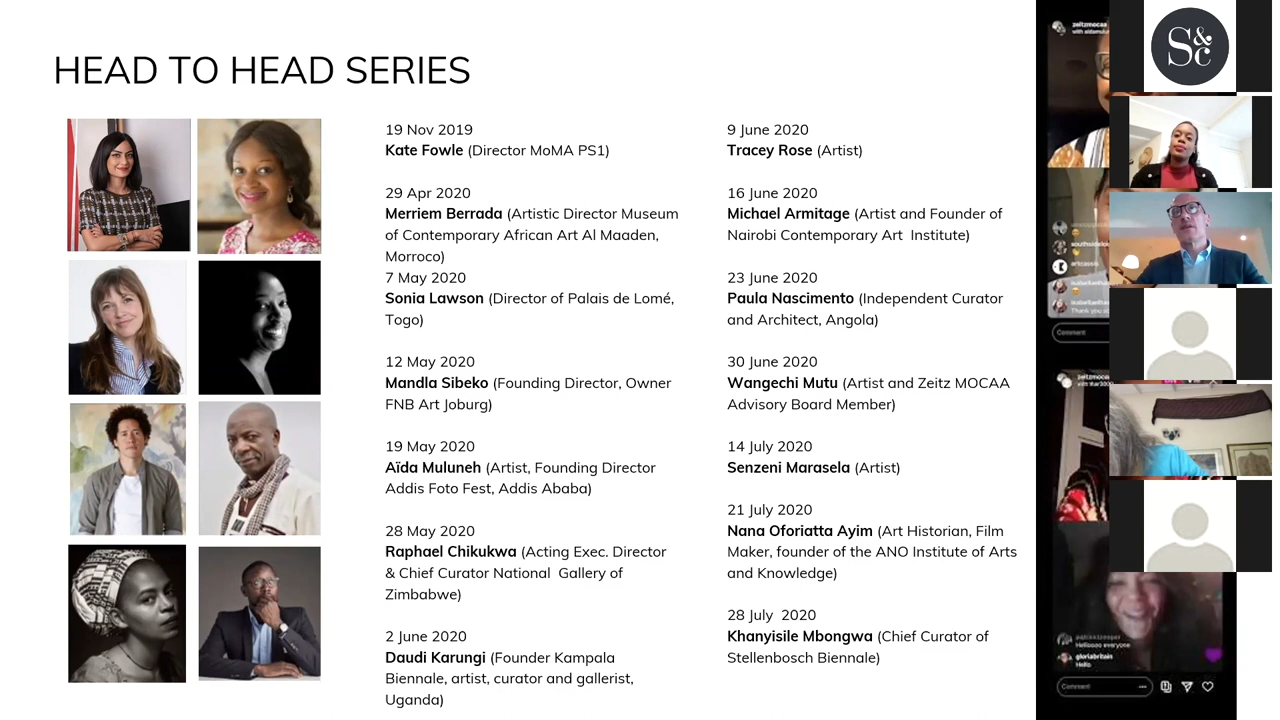 HEAD TO HEAD SERIES
19 Nov 2019
Kate Fowle (Director MoMA PS1)
29 Apr 2020
Merriem Berrada (Artistic Director Museum
of Contemporary African Art Al Maaden,
Morroco)
7 May 2020
Sonia Lawson (Director of Palais de Lomé,
Togo)
12 May 2020
Mandla Sibeko (Founding Director, Owner
FNB Art Joburg)
19 May 2020
Aïda Muluneh (Artist, Founding Director
Addis Foto Fest, Addis Ababa)
28 May 2020
Raphael Chikukwa (Acting Exec. Director
& Chief Curator National Gallery of
Zimbabwe)
2 June 2020
Daudi Karungi (Founder Kampala
Biennale, artist, curator and gallerist,
Uganda)
9 June 2020
Tracey Rose (Artist)
16 June 2020
Michael Armitage (Artist and Founder of
Nairobi Contemporary Art Institute)
23 June 2020
Paula Nascimento (Independent Curator
and Architect, Angola)
30 June 2020
Wangechi Mutu (Artist and Zeitz MOCAA
Advisory Board Member)
14 July 2020
Senzeni Marasela (Artist)
21 July 2020
Nana Oforiatta Ayim (Art Historian, Film
Maker, founder of the ANO Institute of Arts
and Knowledge)
28 July 2020
Khanyisile Mbongwa (Chief Curator of
Stellenbosch Biennale)
S&c
zeitzmocaa
Comment
zeitzmocaa
Helloooo everyone
gloriabritain
Hello
Comment